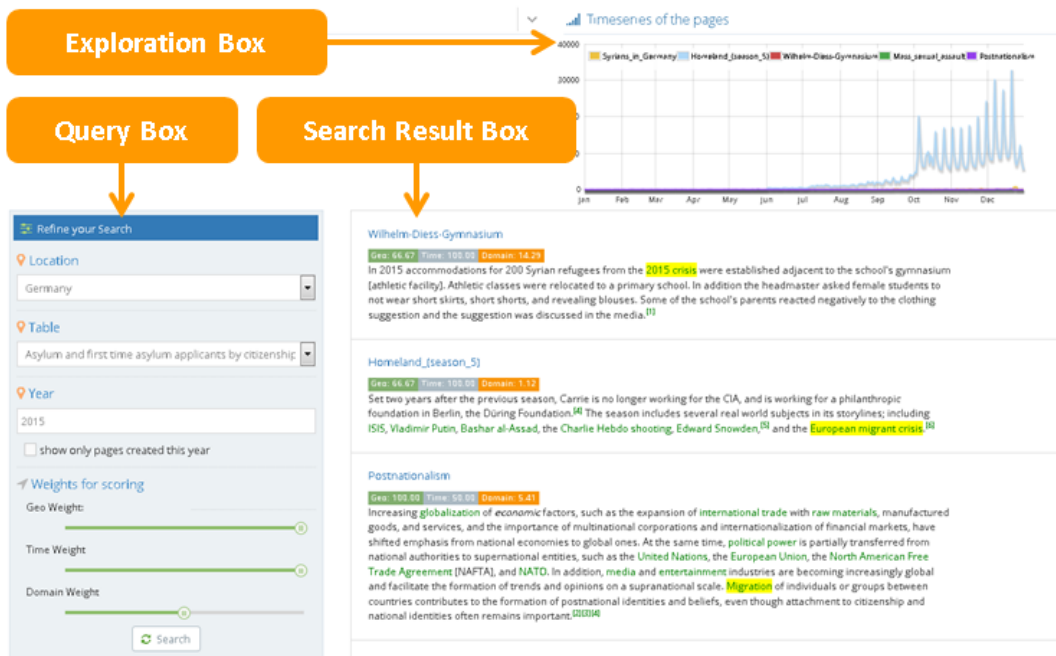 Exploration Box
Timeseries of the pages
40000
Syrians_in_Germany Homeland_(season_5) Wilhelm-Diess-Gymnasium Mass_sexual_assault Postnationalism
30000
0
Jan Feb Mar Apr May Jun Jul Aug Sep Oct Nov Dec
Query Box
Search Result Box
Refine your Search
Location
Germany
Table
Asylum and first time asylum applicants by citizenship
Year
2015
show only pages created this year
Weights for scoring
Geo Weight:
Time Weight
Domain Weight
Search
Wilhelm-Diess-Gymnasium
Geo: 66.67 Time: 100.00 Domain: 14.29
In 2015 accommodations for 200 Syrian refugees from the 2015 crisis were established adjacent to the school's gymnasium
[athletic facility]. Athletic classes were relocated to a primary school. In addition the headmaster asked female students to
not wear short skirts, short shorts, and revealing blouses. Some of the school's parents reacted negatively to the clothing
suggestion and the suggestion was discussed in the media.[1]
Homeland_(season_5)
Geo: 66.67 Time: 100.00 Domain: 1.12
Set two years after the previous season, Carrie is no longer working for the CIA, and is working for a philanthropic
foundation in Berlin, the Düring Foundation.[4] The season includes several real world subjects in its storylines; including
ISIS, Vladimir Putin, Bashar al-Assad, the Charlie Hebdo shooting, Edward Snowden,[5] and the European migrant crisis.[6]
Postnationalism
Geo: 100.00 Time: 50.00 Domain: 5.41
Increasing globalization of economic factors, such as the expansion of international trade with raw materials, manufactured
goods, and services, and the importance of multinational corporations and internationalization of financial markets, have
shifted emphasis from national economies to global ones. At the same time, political power is partially transferred from
national authorities to supernational entities, such as the United Nations, the European Union, the North American Free
Trade Agreement [NAFTA], and NATO. In addition, media and entertainment industries are becoming increasingly global
and facilitate the formation of trends and opinions on a supranational scale. Migration of individuals or groups between
countries contributes to the formation of postnational identities and beliefs, even though attachment to citizenship and
national identities often remains important.[2][3][4]